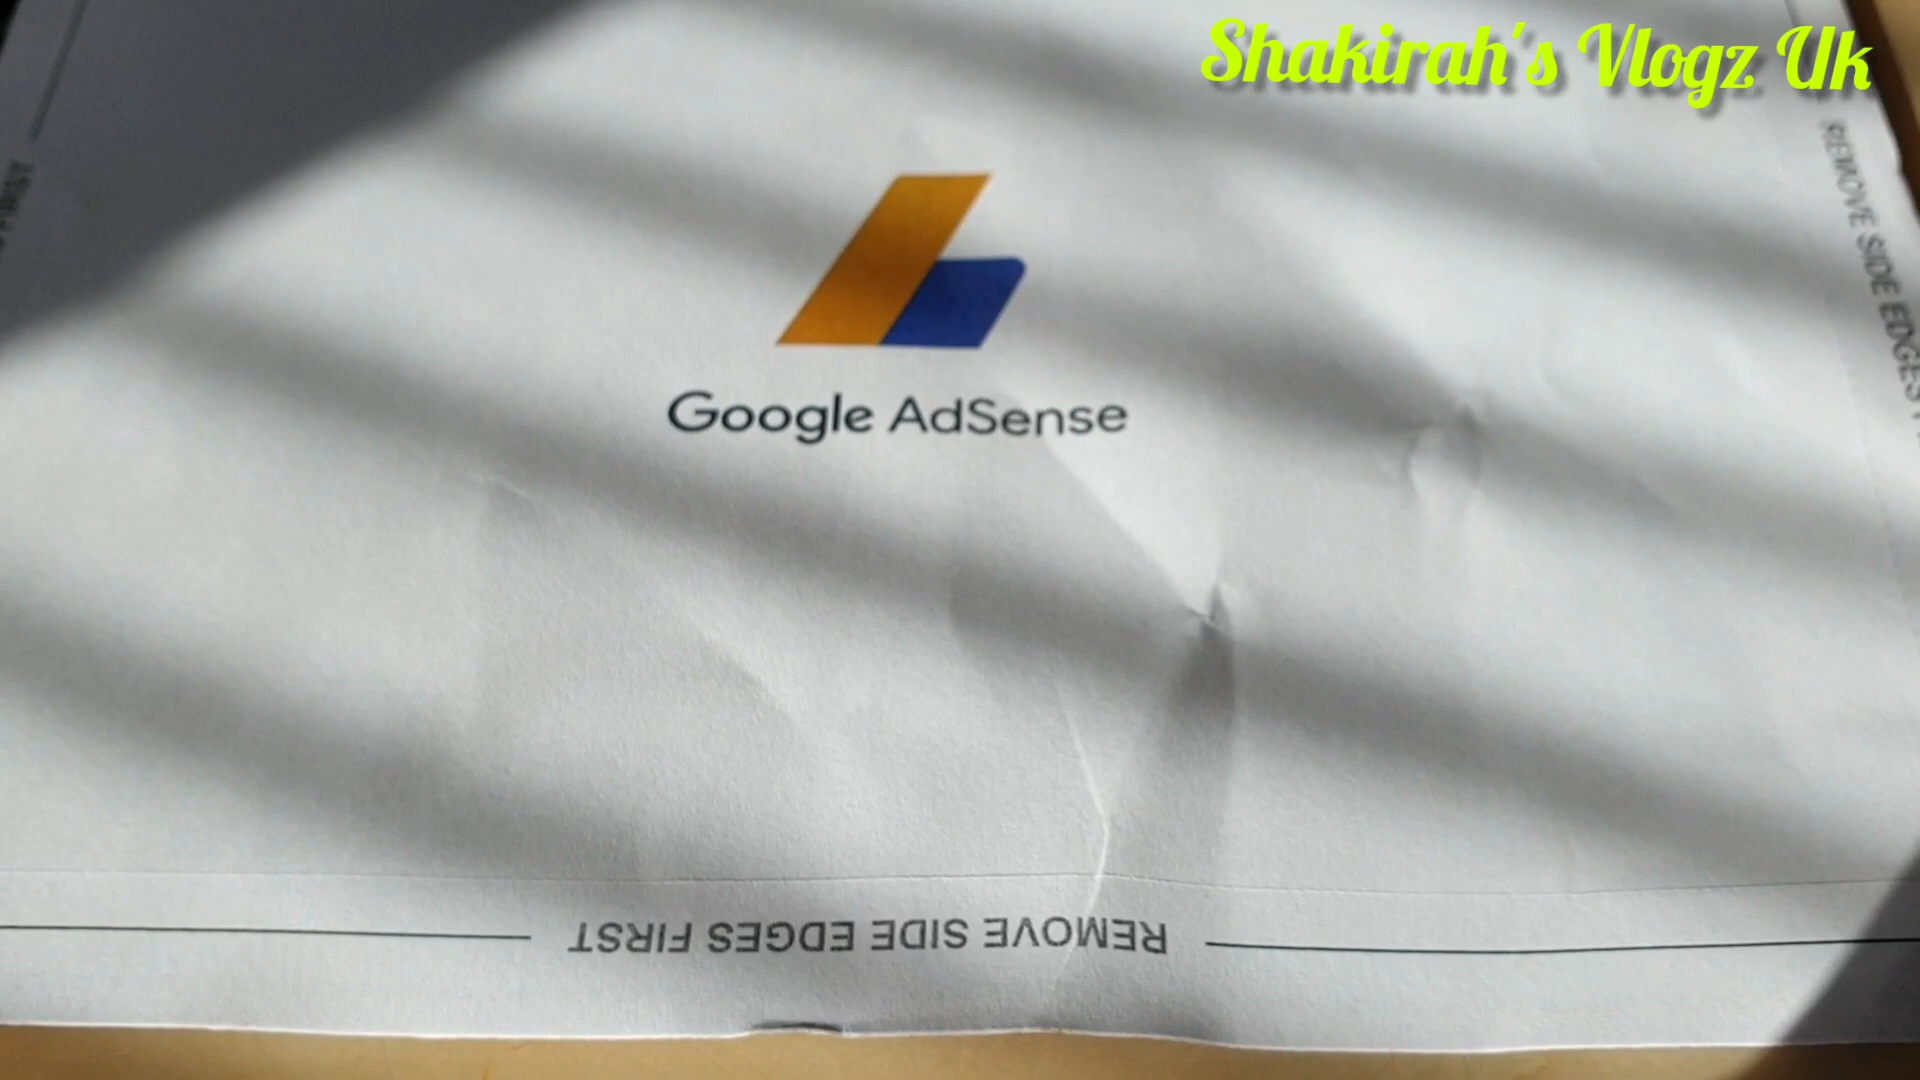 Shakirah's Vlogz Uk
REMOVE SIDE EDGES
Google AdSense
REMOVE SIDE EDGES FIRST